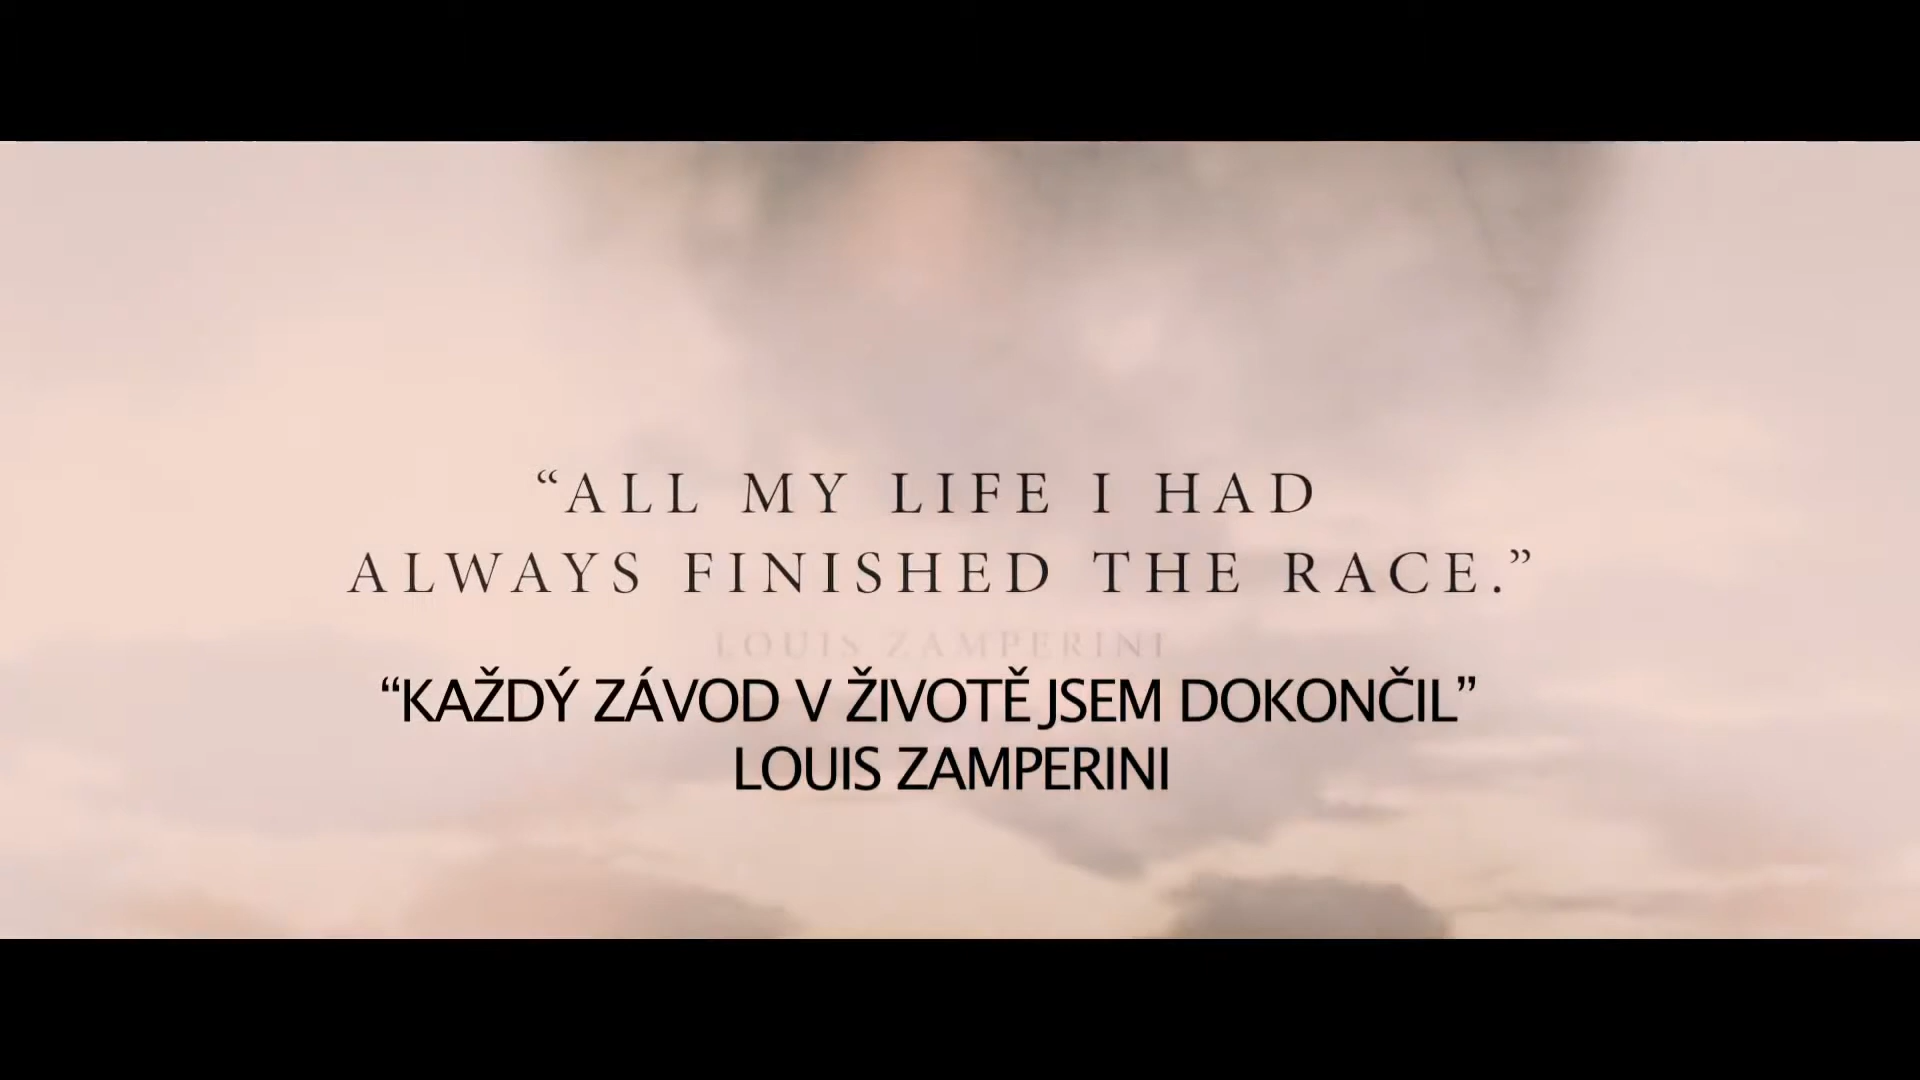 “ALL MY LIFE I HAD
ALWAYS FINISHED THE RACE.”
LOUIS ZAMPERINI
“KAŽDÝ ZÁVOD V ŽIVOTĚ JSEM DOKONČIL”
LOUIS ZAMPERINI